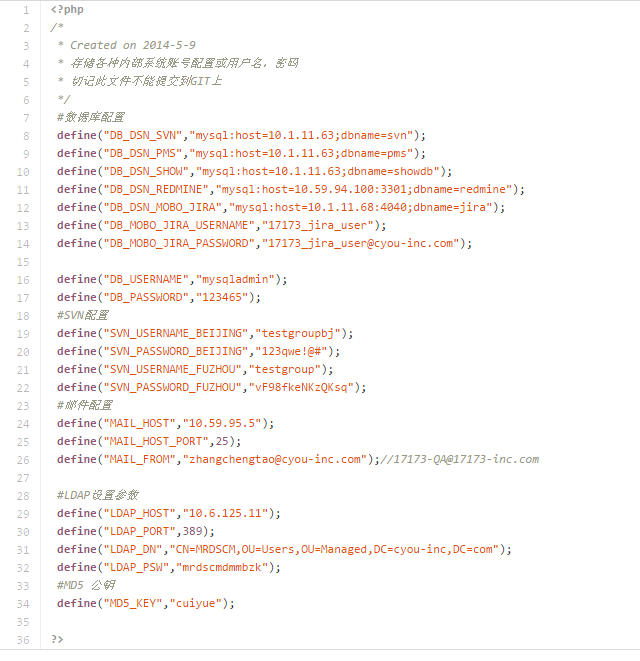 1 <?php
2 /*
3  * Created on 2014-5-9
4  * 存储各种内部系统账号配置或用户名，密码
5  * 切记此文件不能提交到GIT上
6  */
7 #数据库配置
8 define("DB_DSN_SVN","mysql:host=10.1.11.63;dbname=svn");
9 define("DB_DSN_PMS","mysql:host=10.1.11.63;dbname=pms");
10 define("DB_DSN_SHOW","mysql:host=10.1.11.63;dbname=showdb");
11 define("DB_DSN_REDMINE","mysql:host=10.59.94.100:3301;dbname=redmine");
12 define("DB_DSN_MOBO_JIRA","mysql:host=10.1.11.68:4040;dbname=jira");
13 define("DB_MOBO_JIRA_USERNAME","17173_jira_user");
14 define("DB_MOBO_JIRA_PASSWORD","17173_jira_user@cyou-inc.com");
15
16 define("DB_USERNAME","mysqladmin");
17 define("DB_PASSWORD","123465");
18 #SVN配置
19 define("SVN_USERNAME_BEIJING","testgroupbj");
20 define("SVN_PASSWORD_BEIJING","123qwe!@#");
21 define("SVN_USERNAME_FUZHOU","testgroup");
22 define("SVN_PASSWORD_FUZHOU","vF98fkeNKzQKsq");
23 #邮件配置
24 define("MAIL_HOST","10.59.95.5");
25 define("MAIL_HOST_PORT",25);
26 define("MAIL_FROM","zhangchengtao@cyou-inc.com");//17173-QA@17173-inc.com
27
28 #LDAP设置参数
29 define("LDAP_HOST","10.6.125.11");
30 define("LDAP_PORT",389);
31 define("LDAP_DN","CN=MRDSCM,OU=Users,OU=Managed,DC=cyou-inc,DC=com");
32 define("LDAP_PSW","mrdscmdmmbzk");
33 #MD5 公钥
34 define("MD5_KEY","cuiyue");
35
36 ?>